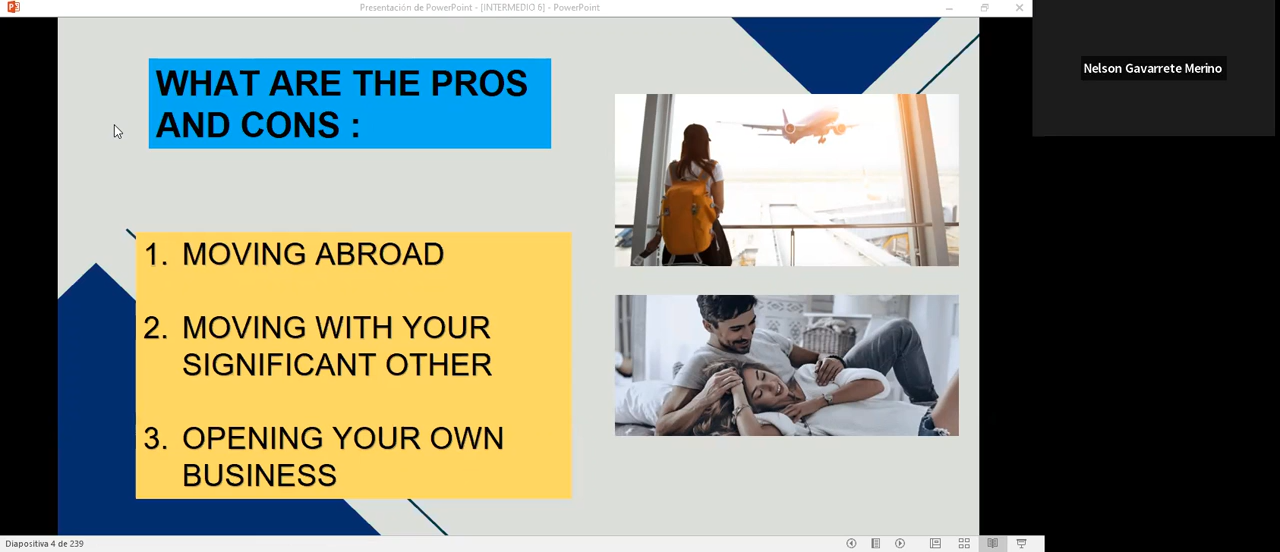 Presentación de PowerPoint - [INTERMEDIO 6] - PowerPoint
Nelson Gavarrete Merino
WHAT ARE THE PROS
AND CONS :
1. MOVING ABROAD
2. MOVING WITH YOUR
SIGNIFICANT OTHER
3. OPENING YOUR OWN
BUSINESS
Diapositiva 4 de 239